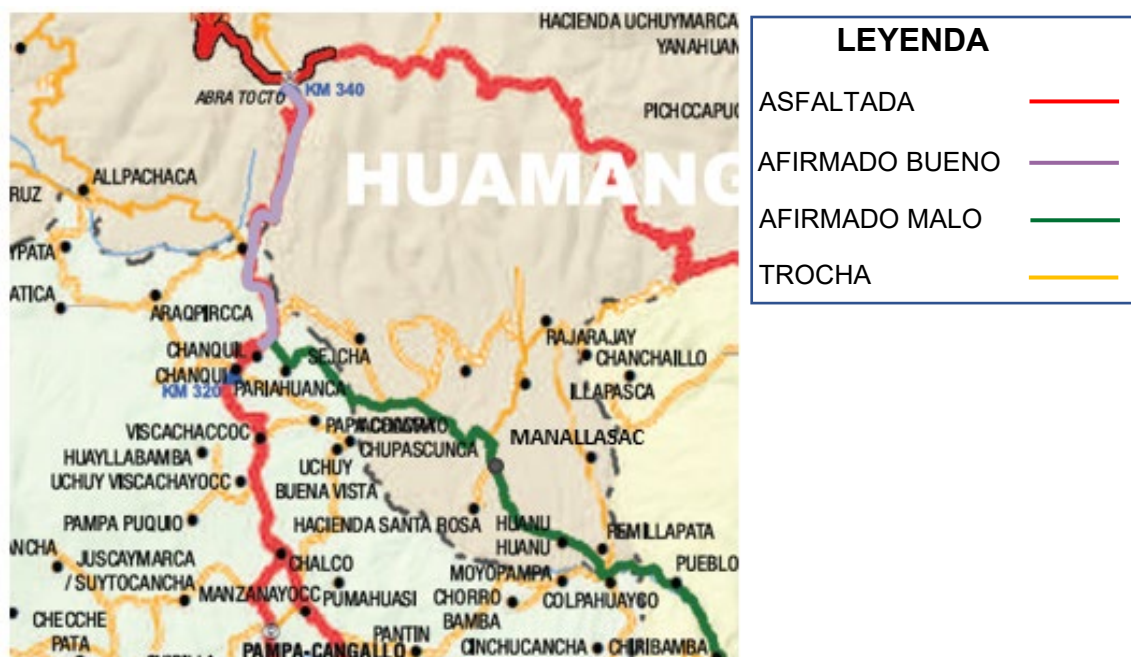 HACIENDA UCHUYMARCA
YANAHUAN
ABRA TOCTO
KM 340
PICHCCAPUC
HUAMANG
ALLPACHACA
RUZ
YPATA
ATICA
ARAQPIRCCA
RAJARAJAY
CHANQUIL
SEJCHA
CHANCHAILLO
CHANQUI
KM 320
PARIAHUANCA
ILLAPASCA
VISCACHACCOC
MANALLASAC
HUAYLLABAMBA
UCHUY
CHUPASCUNCA
UCHUY VISCACHAYOCC
BUENA VISTA
PAMPA PUQUIO
HACIENDA SANTA ROSA
HUANU
HUANU
REMILLAPATA
ANCHA
JUSCAYMARCA
/ SUYTOCANCHA
CHALCO
MOYOPAMPA
PUEBLO
MANZANAYOCC
PUMAHUASI
CHORRO
BAMBA
COLPAHUAYCO
CHECCHE
PATA
PANTIN
PAMPA-CANGALLO
CINCHUCANCHA
CHIRIBAMBA
LEYENDA
ASFALTADA
AFIRMADO BUENO
AFIRMADO MALO
TROCHA